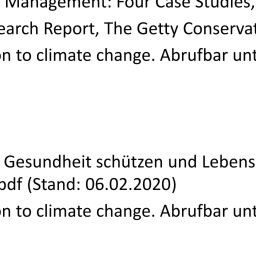 Management: Four Case Studies,
earch Report, The Getty Conservat
on to climate change. Abrufbar unt
Gesundheit schützen und Lebens
pdf (Stand: 06.02.2020)
on to climate change. Abrufbar unt